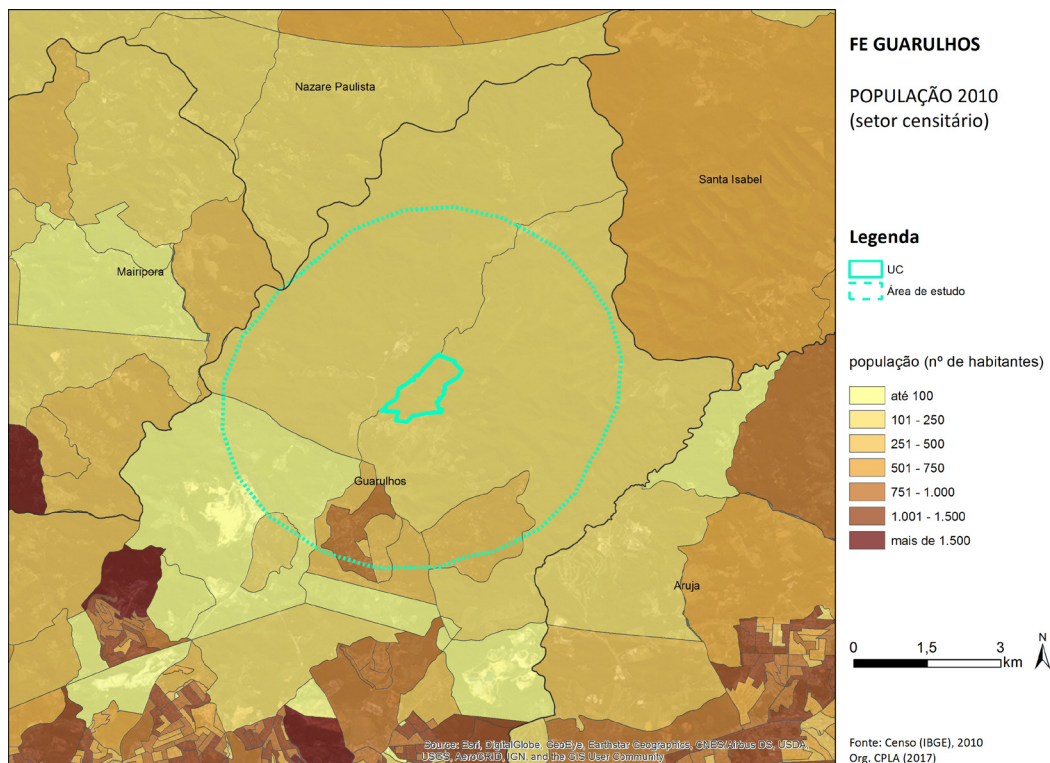 FE GUARULHOS
POPULAÇÃO 2010
(setor censitário)
Nazare Paulista
Santa Isabel
Mairipora
Guarulhos
Aruja
Legenda
UC
Área de estudo
população (nº de habitantes)
até 100
101 - 250
251 - 500
501 - 750
751 - 1.000
1.001 - 1.500
mais de 1.500
N
0 1,5 3
km
Source: Esri, DigitalGlobe, GeoEye, Earthstar Geographics, CNES/Airbus DS, USDA,
USGS, AeroGRID, IGN, and the GIS User Community
Fonte: Censo (IBGE), 2010
Org. CPLA (2017)